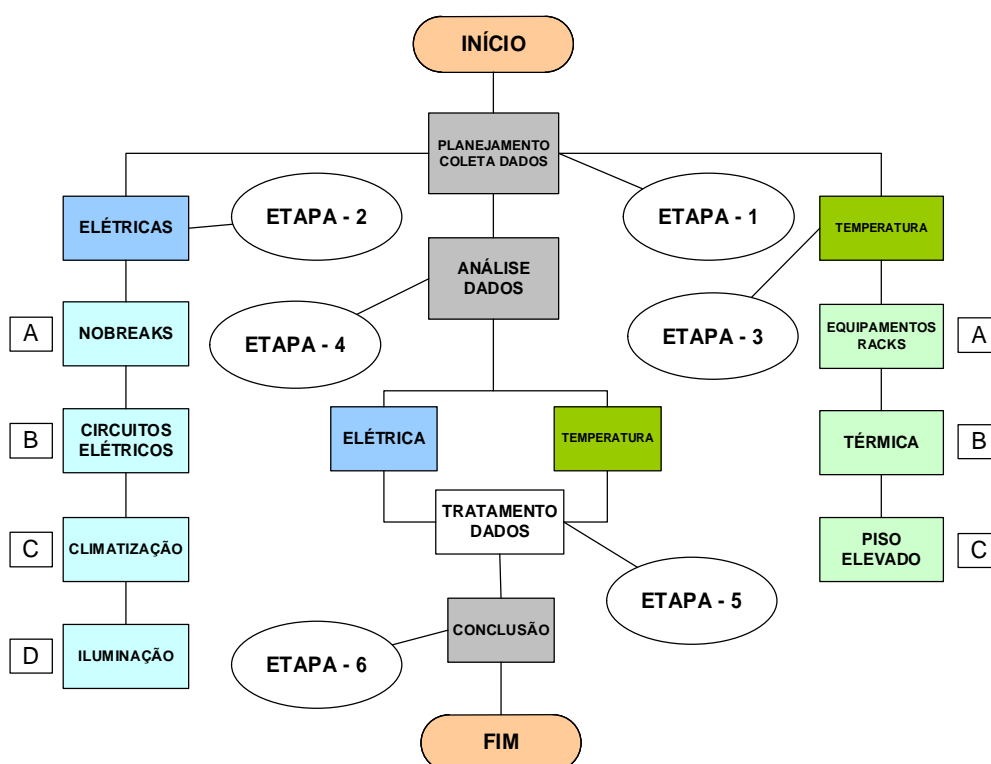 INÍCIO
PLANEJAMENTO
COLETA DADOS
ELÉTRICAS
ETAPA - 2
ETAPA - 1
TEMPERATURA
ANÁLISE
DADOS
A
NOBREAKS
ETAPA - 4
ETAPA - 3
EQUIPAMENTOS
RACKS
A
B
CIRCUITOS
ELÉTRICOS
ELÉTRICA
TEMPERATURA
TÉRMICA
B
C
CLIMATIZAÇÃO
TRATAMENTO
DADOS
PISO
ELEVADO
C
ETAPA - 5
D
ILUMINAÇÃO
ETAPA - 6
CONCLUSÃO
FIM